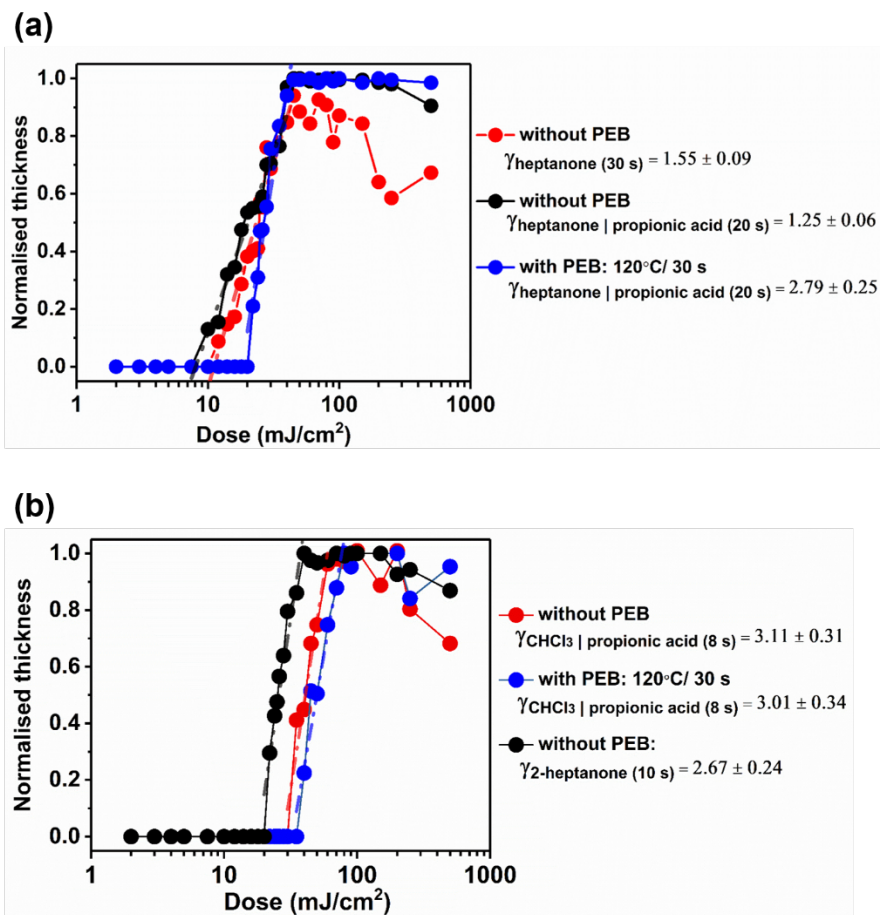 (a)
1.0
0.8
0.6
0.4
0.2
0.0
Normalised thickness
1 10 100 1000
Dose (mJ/cm²)
without PEB
γheptanone (30 s) = 1.55 ± 0.09
without PEB
γheptanone | propionic acid (20 s) = 1.25 ± 0.06
with PEB: 120°C/ 30 s
γheptanone | propionic acid (20 s) = 2.79 ± 0.25
(b)
1.0
0.8
0.6
0.4
0.2
0.0
Normalised thickness
1 10 100 1000
Dose (mJ/cm²)
without PEB
γCHCl₃ | propionic acid (8 s) = 3.11 ± 0.31
with PEB: 120°C/ 30 s
γCHCl₃ | propionic acid (8 s) = 3.01 ± 0.34
without PEB:
γ2-heptanone (10 s) = 2.67 ± 0.24